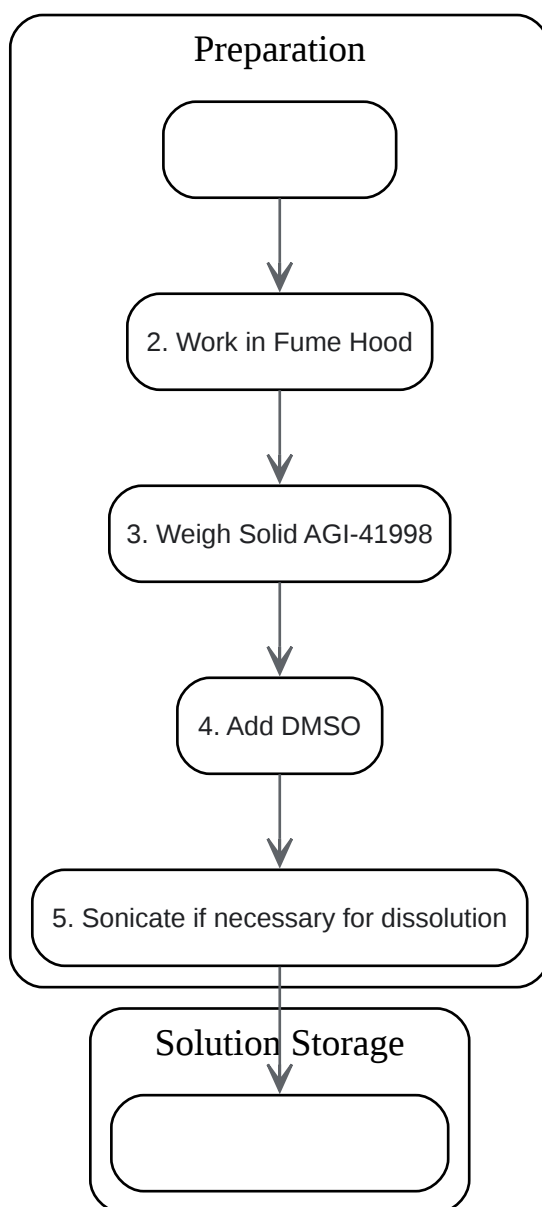 Preparation
2. Work in Fume Hood
3. Weigh Solid AGI-41998
4. Add DMSO
5. Sonicate if necessary for dissolution
Solution Storage